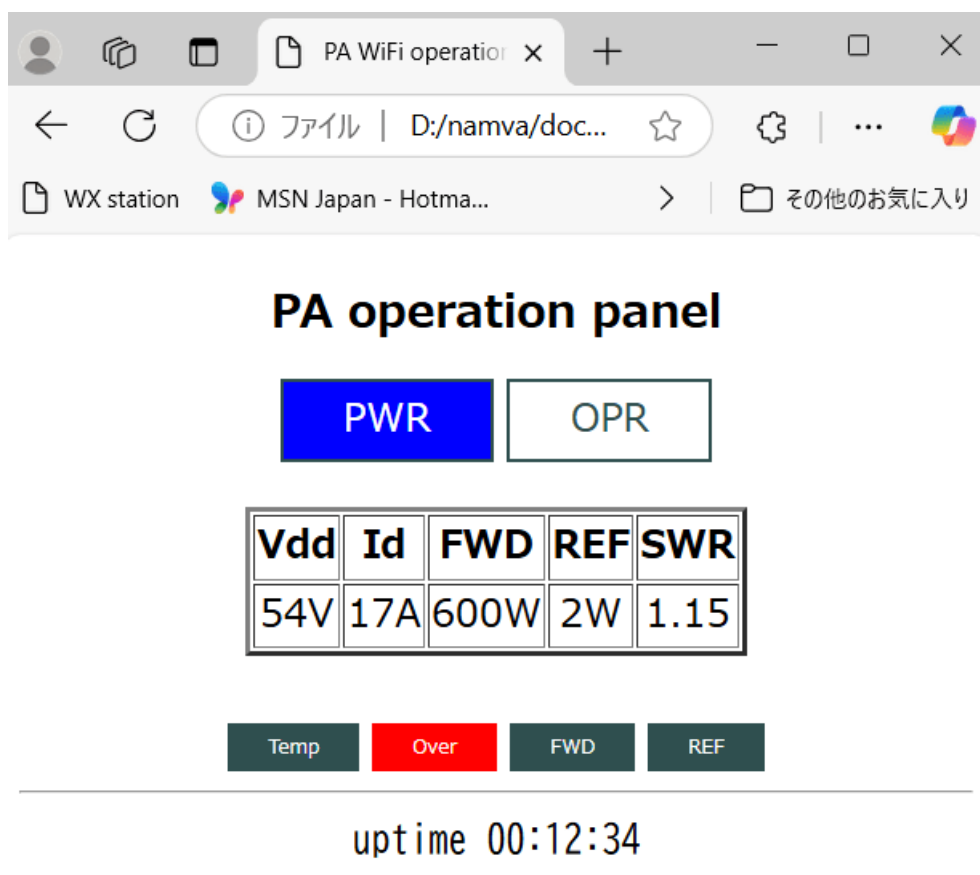 PA WiFi operation
ファイル | D:/namva/doc...
WX station MSN Japan - Hotma... その他のお気に入り
PA operation panel
PWR OPR
Vdd Id FWD REF SWR
54V 17A 600W 2W 1.15
Temp Over FWD REF
uptime 00:12:34